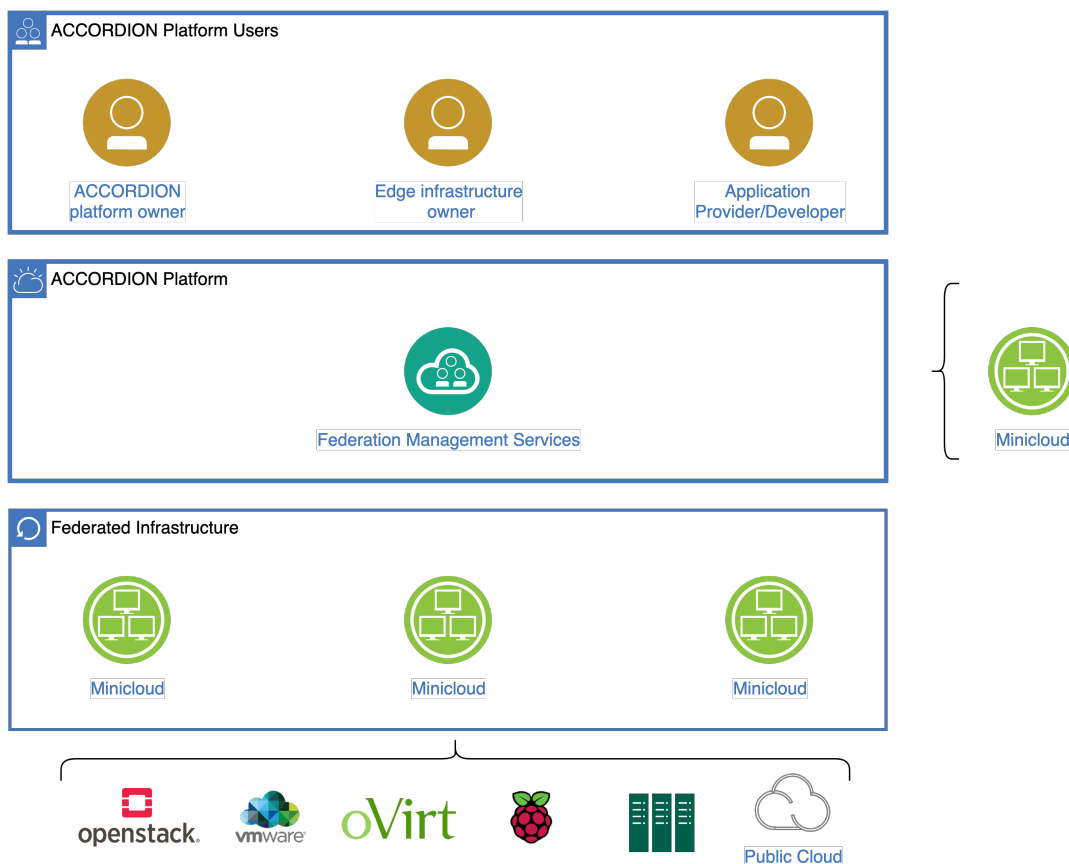 ACCORDION Platform Users
ACCORDION
platform owner
Edge infrastructure
owner
Application
Provider/Developer
ACCORDION Platform
Federation Management Services
Minicloud
Federated Infrastructure
Minicloud
Minicloud
Minicloud
openstack.
vmware®
oVirt
Public Cloud